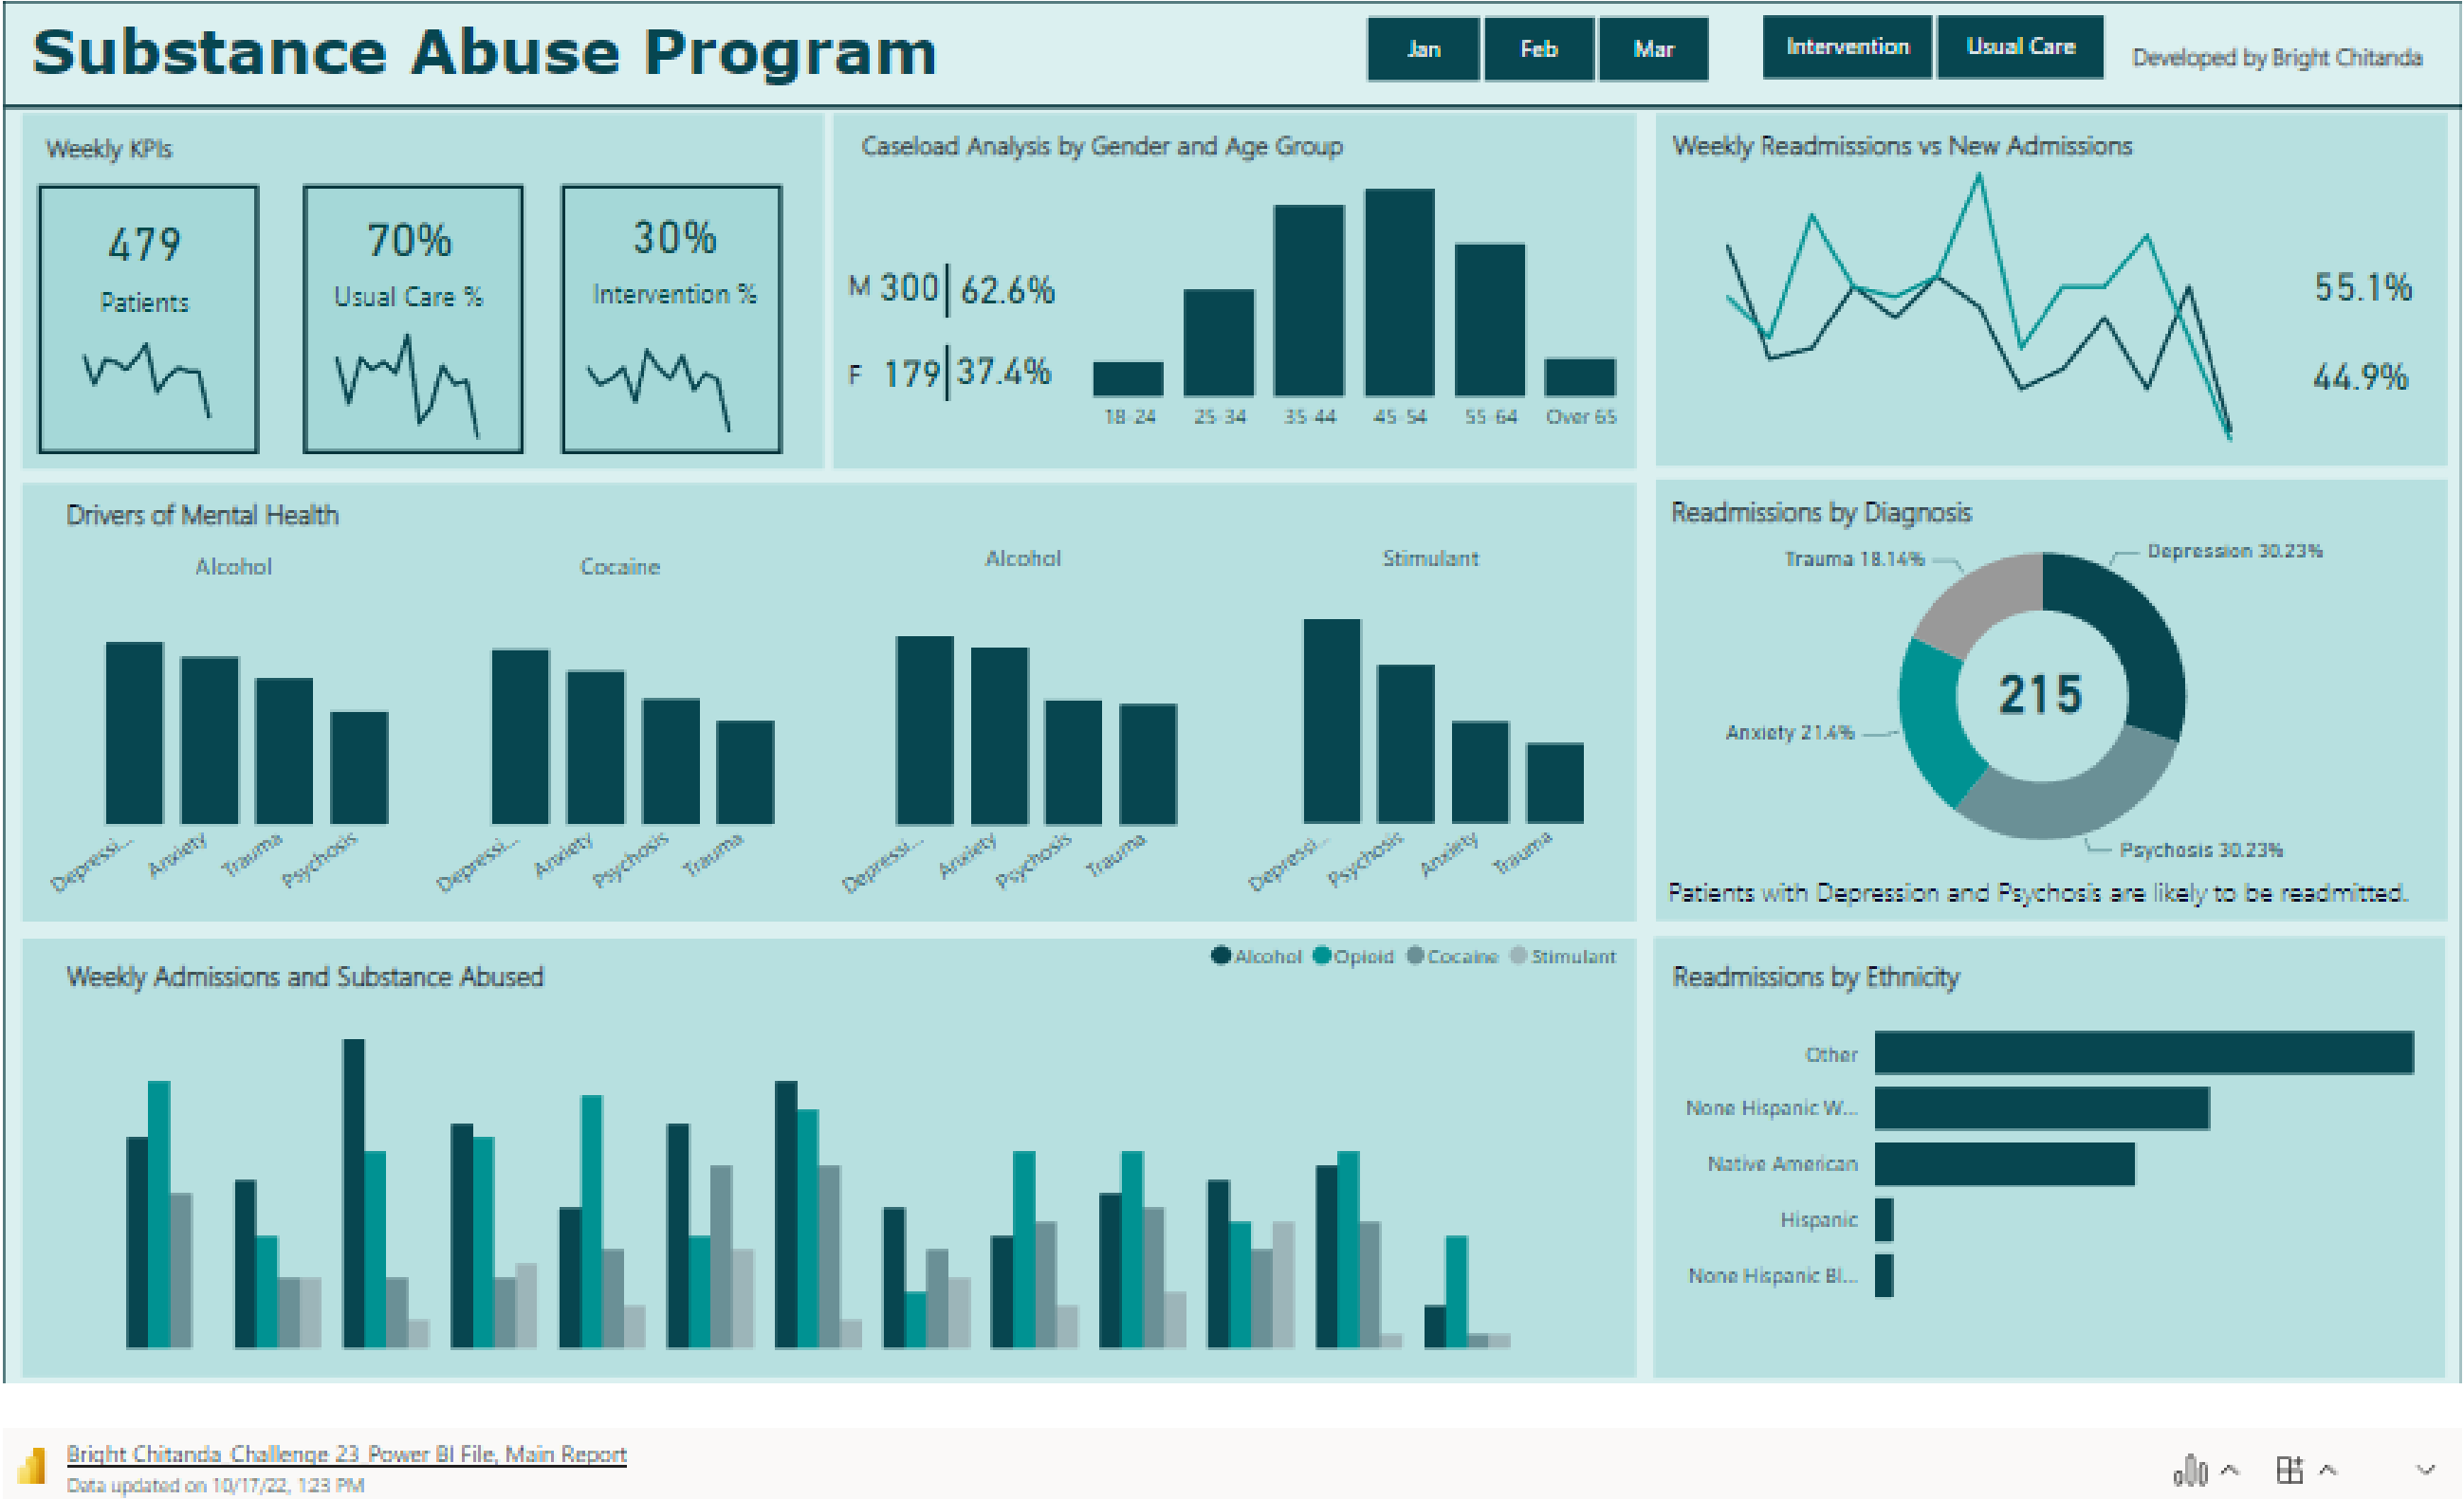 Substance Abuse Program
Jan Feb Mar
Intervention Usual Care
Developed by Bright Chitanda
Weekly KPIs
479
Patients
70%
Usual Care %
30%
Intervention %
Caseload Analysis by Gender and Age Group
M 300 62.6%
F 179 37.4%
18-24 25-34 35-44 45-54 55-64 Over 65
Weekly Readmissions vs New Admissions
55.1%
44.9%
Drivers of Mental Health
Alcohol
Depressi... Anxiety Trauma Psychosis
Cocaine
Depressi... Anxiety Psychosis Trauma
Alcohol
Depressi... Anxiety Psychosis Trauma
Stimulant
Depressi... Psychosis Anxiety Trauma
Readmissions by Diagnosis
Trauma 18.14%
Depression 30.23%
215
Anxiety 21.4%
Psychosis 30.23%
Patients with Depression and Psychosis are likely to be readmitted.
Weekly Admissions and Substance Abused
Alcohol Opioid Cocaine Stimulant
Readmissions by Ethnicity
Other
None Hispanic W...
Native American
Hispanic
None Hispanic Bl...
Bright Chitanda_Challenge 23_Power BI File, Main Report
Data updated on 10/17/22, 1:23 PM